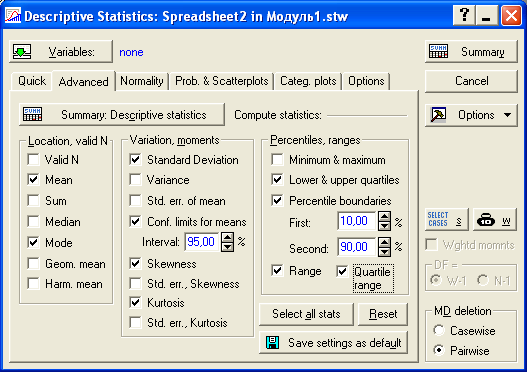 Descriptive Statistics: Spreadsheet2 in Модуль1.stw
Variables: none
Summary
Quick Advanced Normality Prob. & Scatterplots Categ. plots Options
Cancel
Summary: Descriptive statistics Compute statistics:
Options
Location, valid N
Valid N
Mean
Sum
Median
Mode
Geom. mean
Harm. mean
Variation, moments
Standard Deviation
Variance
Std. err. of mean
Conf. limits for means
Interval: 95,00 %
Skewness
Std. err., Skewness
Kurtosis
Std. err., Kurtosis
Percentiles, ranges
Minimum & maximum
Lower & upper quartiles
Percentile boundaries
First: 10,00 %
Second: 90,00 %
Range Quartile
range
Select all stats Reset
Save settings as default
SELECT
CASES S W
Wghtd momnts
DF =
W-1 N-1
MD deletion
Casewise
Pairwise